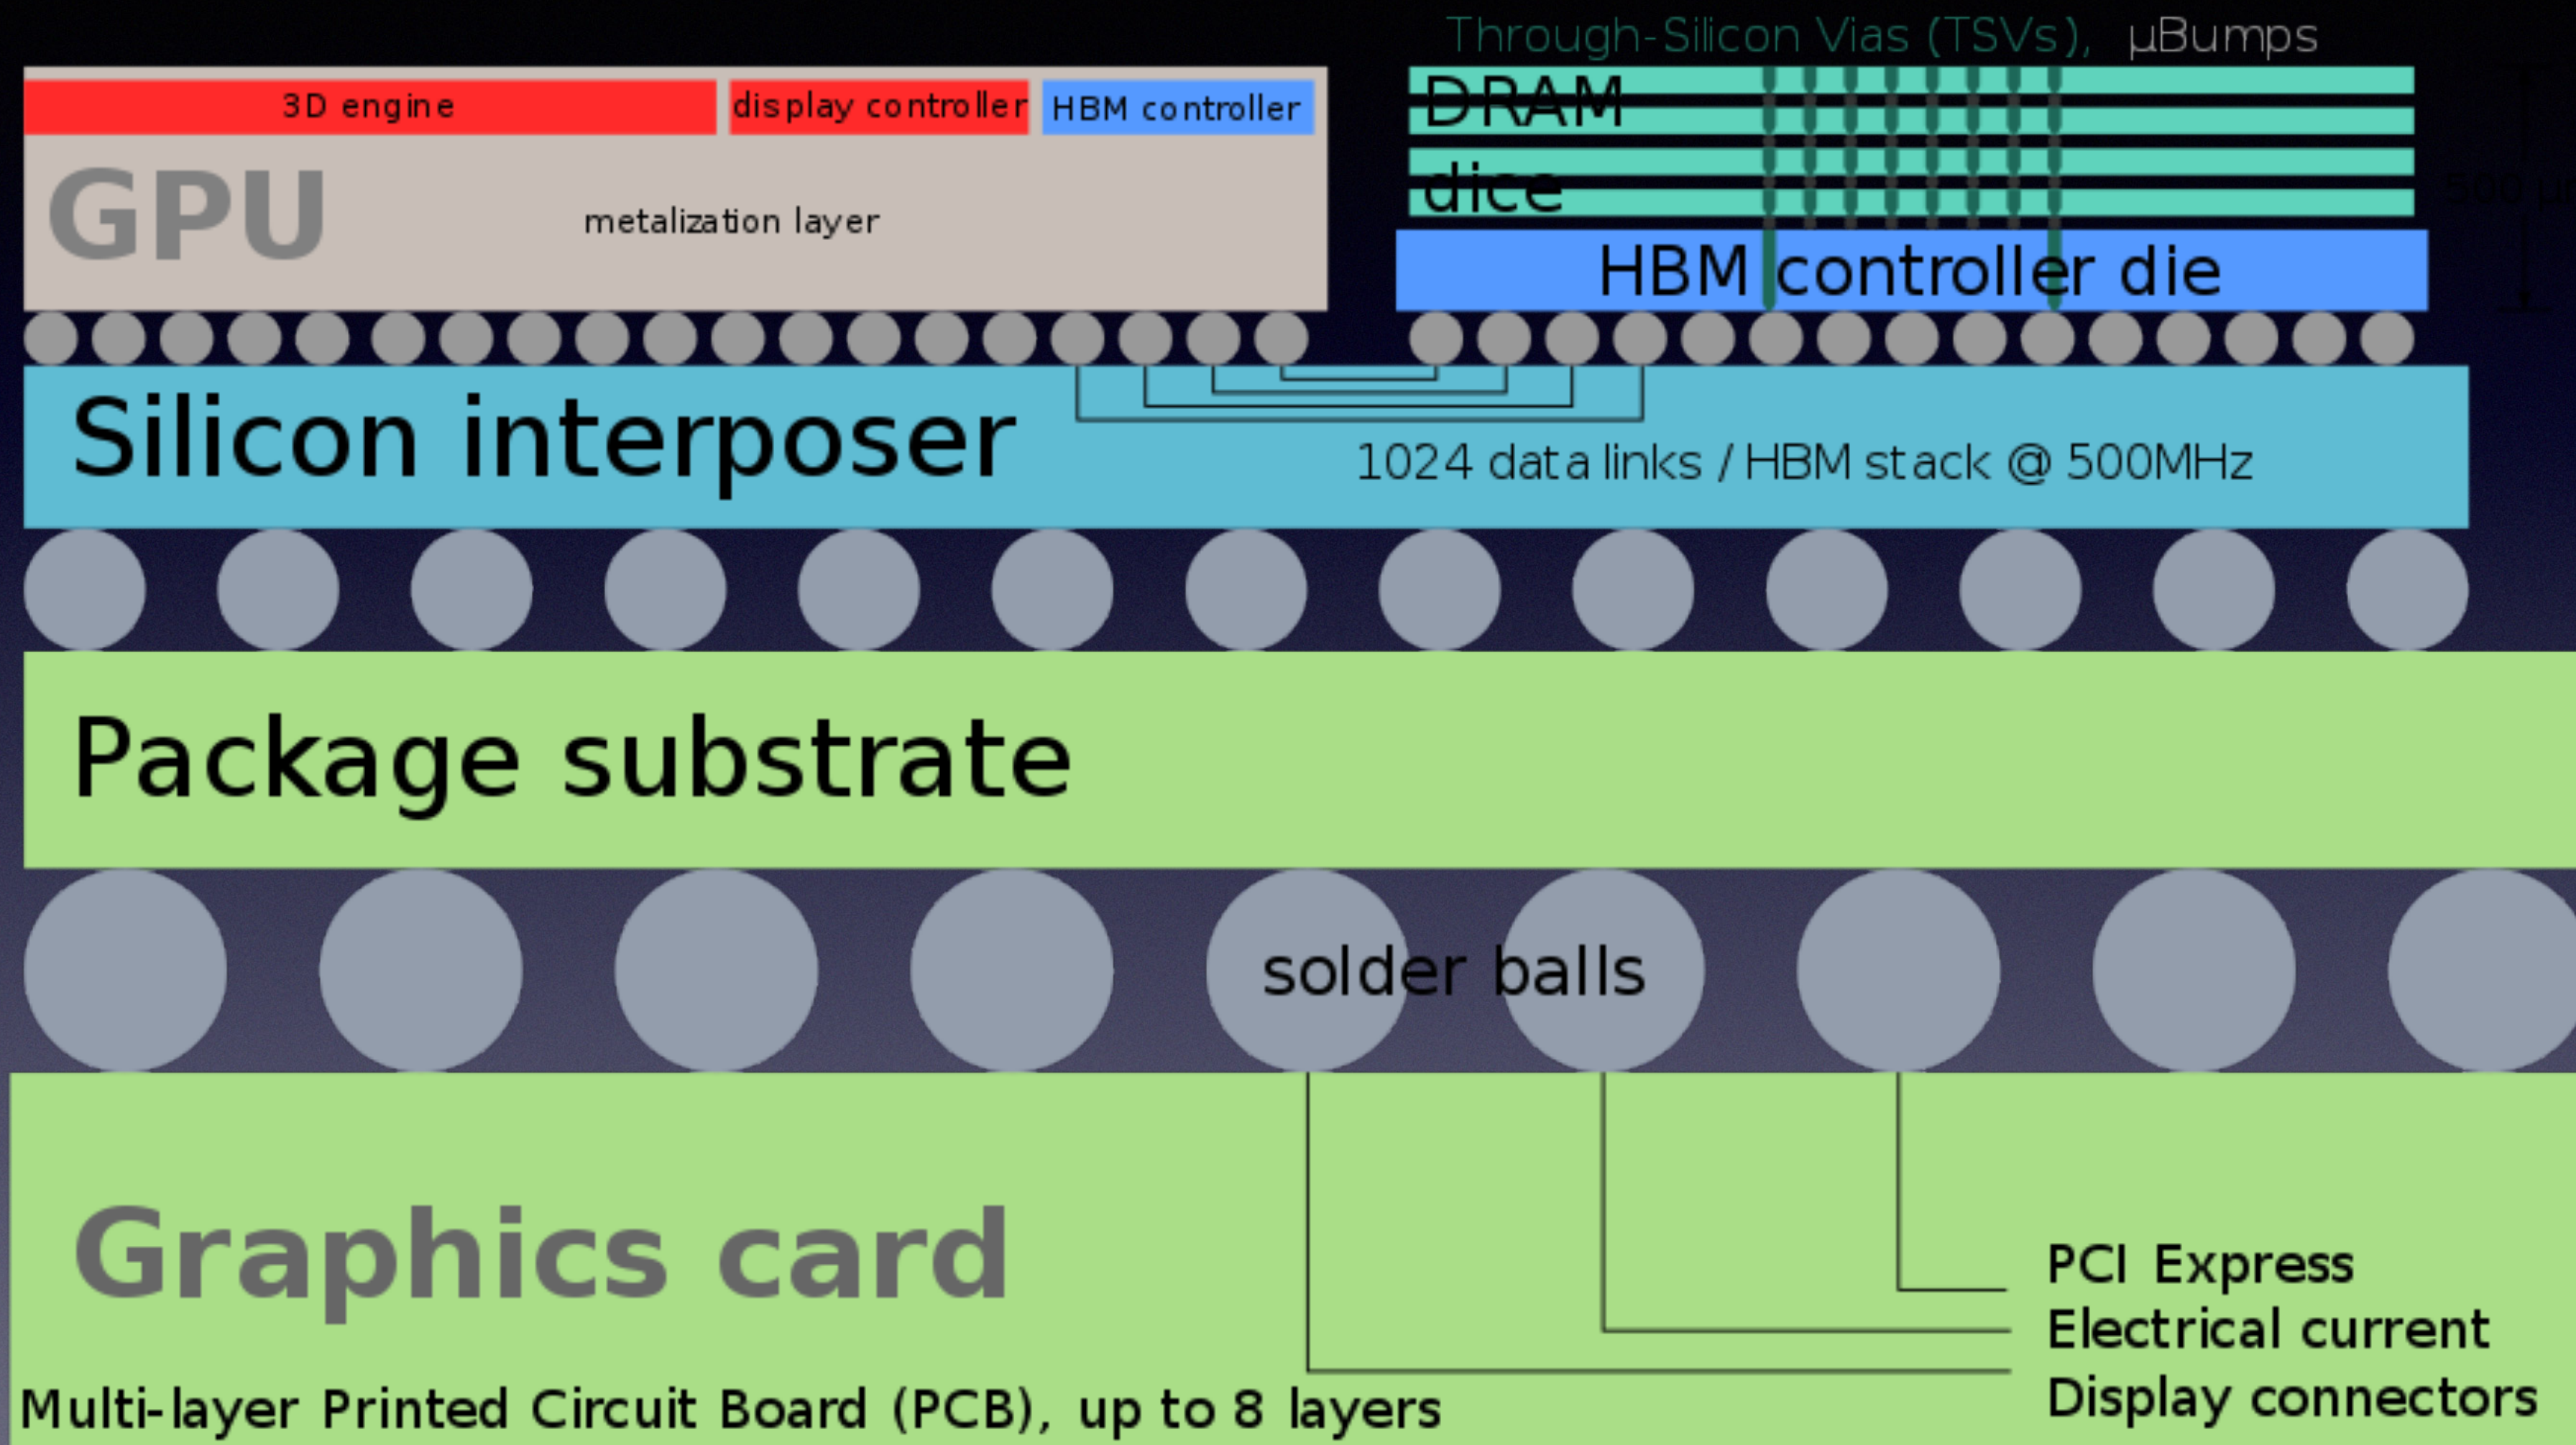 Through-Silicon Vias (TSVs), µBumps
3D engine
display controller
HBM controller
GPU
metalization layer
DRAM
dice
HBM controller die
500
Silicon interposer
1024 data links / HBM stack @ 500MHz
Package substrate
solder balls
Graphics card
PCI Express
Electrical current
Display connectors
Multi-layer Printed Circuit Board (PCB), up to 8 layers